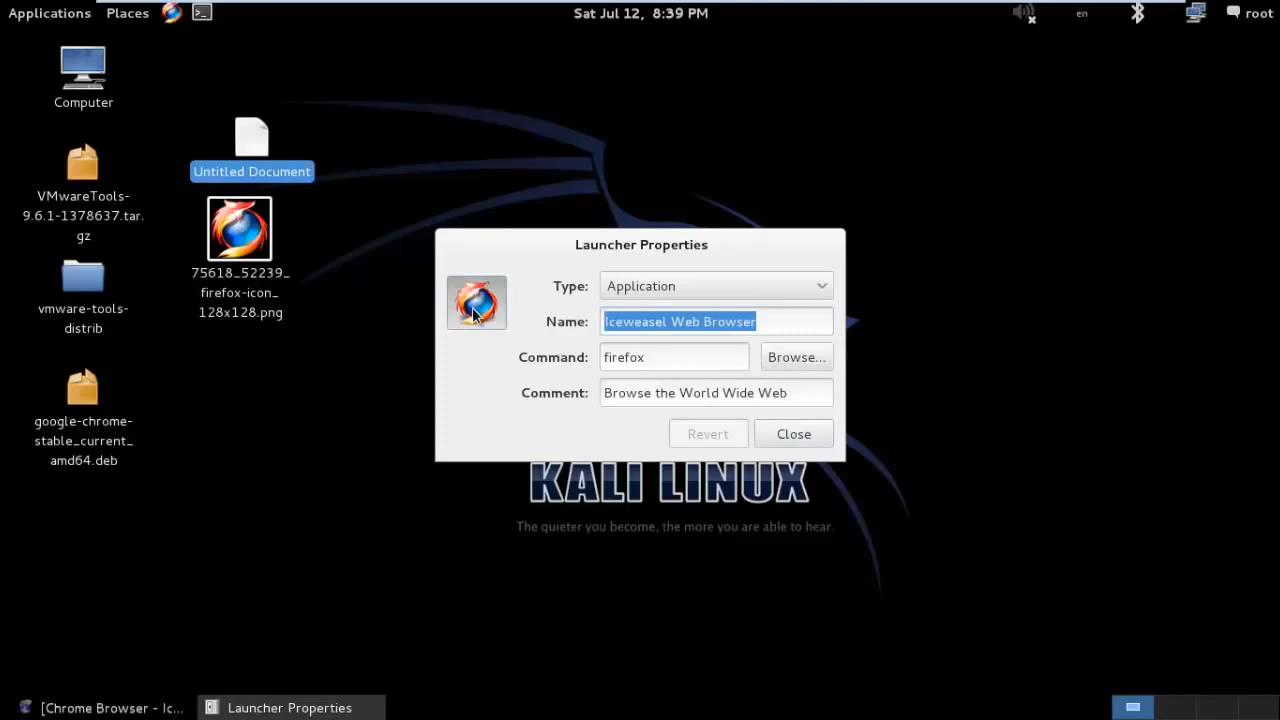 Applications Places
Sat Jul 12, 8:39 PM
en
root
Computer
VMwareTools-
9.6.1-1378637.tar.
gz
vmware-tools-
distrib
google-chrome-
stable_current_
amd64.deb
Untitled Document
75618_52239_
firefox-icon_
128x128.png
Launcher Properties
Type: Application
Name: Iceweasel Web Browser
Command: firefox Browse...
Comment: Browse the World Wide Web
Revert Close
KALI LINUX
The quieter you become, the more you are able to hear.
[Chrome Browser - Ic...
Launcher Properties